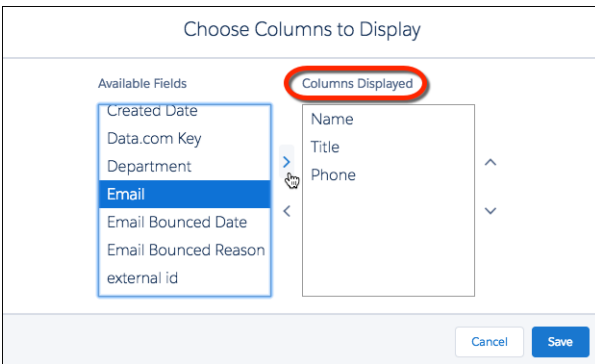 Choose Columns to Display
Available Fields
Columns Displayed
Created Date
Data.com Key
Department
Email
Email Bounced Date
Email Bounced Reason
external id
Name
Title
Phone
Cancel
Save